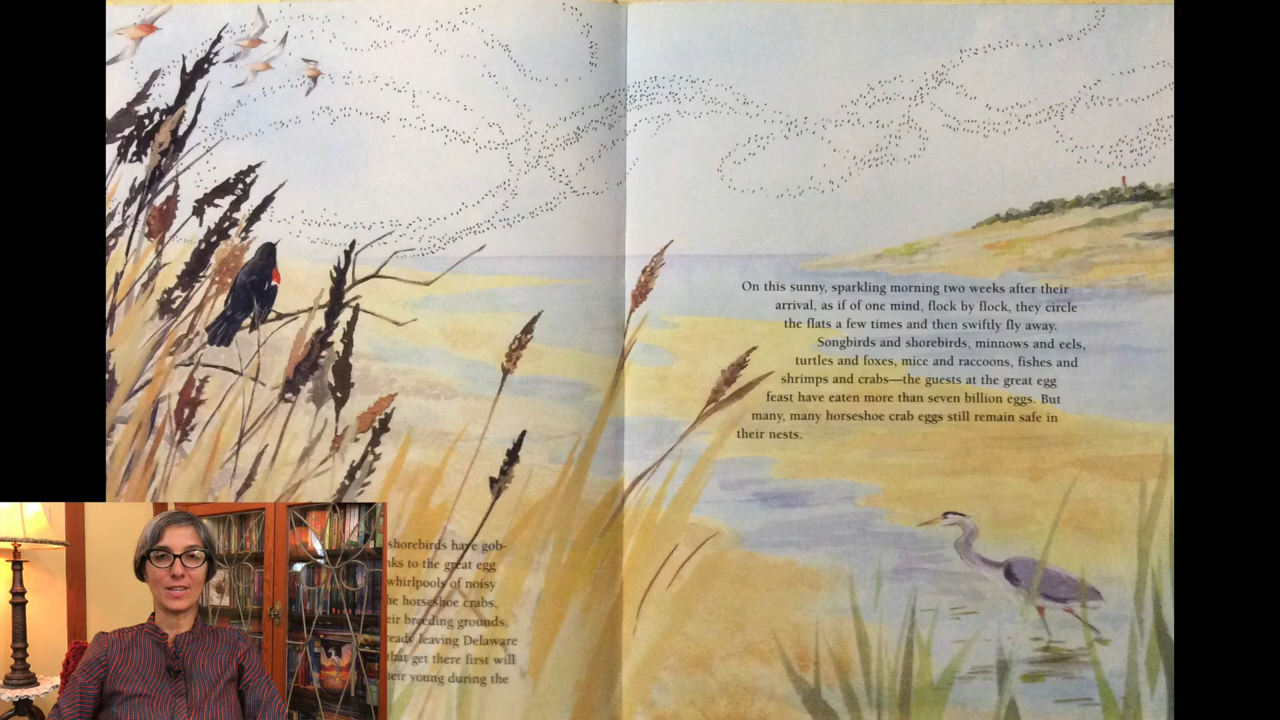 shorebirds have gob-
to the great egg
whirlpools of noisy
horseshoe crabs,
breeding grounds,
leaving Delaware
that get there first will
their young during the
On this sunny, sparkling morning two weeks after their
arrival, as if of one mind, flock by flock, they circle
the flats a few times and then swiftly fly away.
Songbirds and shorebirds, minnows and eels,
turtles and foxes, mice and raccoons, fishes and
shrimps and crabs—the guests at the great egg
feast have eaten more than seven billion eggs. But
many, many horseshoe crab eggs still remain safe in
their nests.